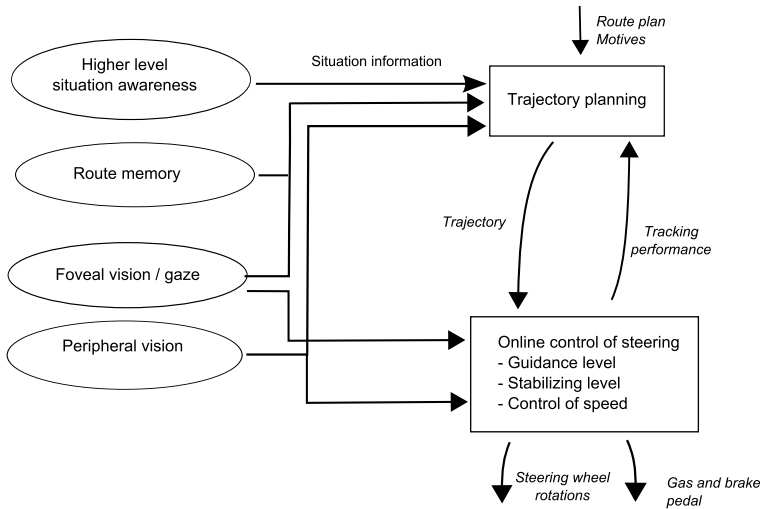 Route plan
Motives
Higher level
situation awareness
Situation information
Trajectory planning
Route memory
Trajectory
Tracking
performance
Foveal vision / gaze
Peripheral vision
Online control of steering
- Guidance level
- Stabilizing level
- Control of speed
Steering wheel
rotations
Gas and brake
pedal